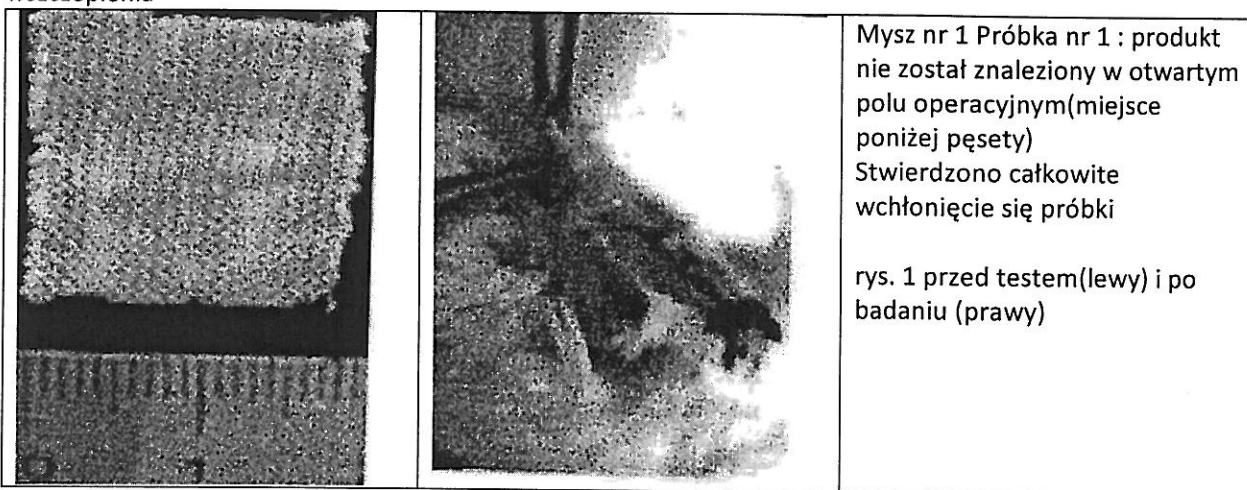 Mysz nr 1 Próbka nr 1 : produkt
nie został znaleziony w otwartym
polu operacyjnym(miejsce
poniżej pęsety)
Stwierdzono całkowite
wchłonięcie się próbki
rys. 1 przed testem(lewy) i po
badaniu (prawy)